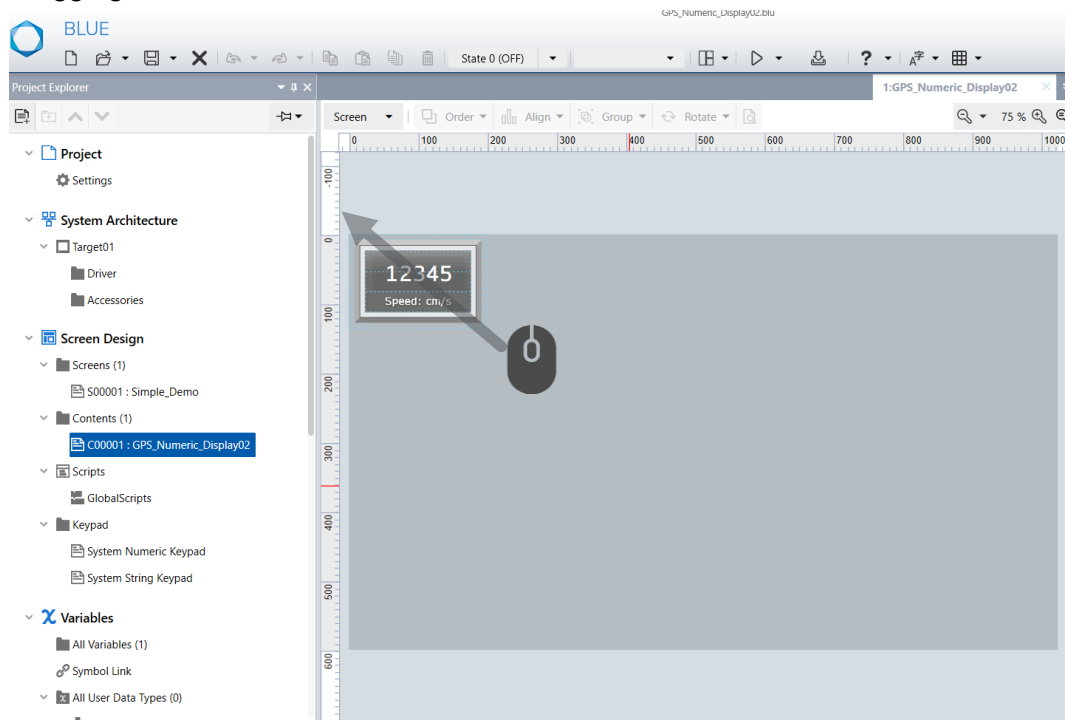 GPS_Numeric_Display02.blu
BLUE
State 0 (OFF)
?
Project Explorer
1:GPS_Numeric_Display02
Screen Order Align Group Rotate 75 %
0 100 200 300 400 500 600 700 800 900 1000
-100
0
100
200
300
400
500
600
Project
Settings
System Architecture
Target01
Driver
Accessories
Screen Design
Screens (1)
S00001 : Simple_Demo
Contents (1)
C00001 : GPS_Numeric_Display02
Scripts
GlobalScripts
Keypad
System Numeric Keypad
System String Keypad
Variables
All Variables (1)
Symbol Link
All User Data Types (0)
12345
Speed: cm/s